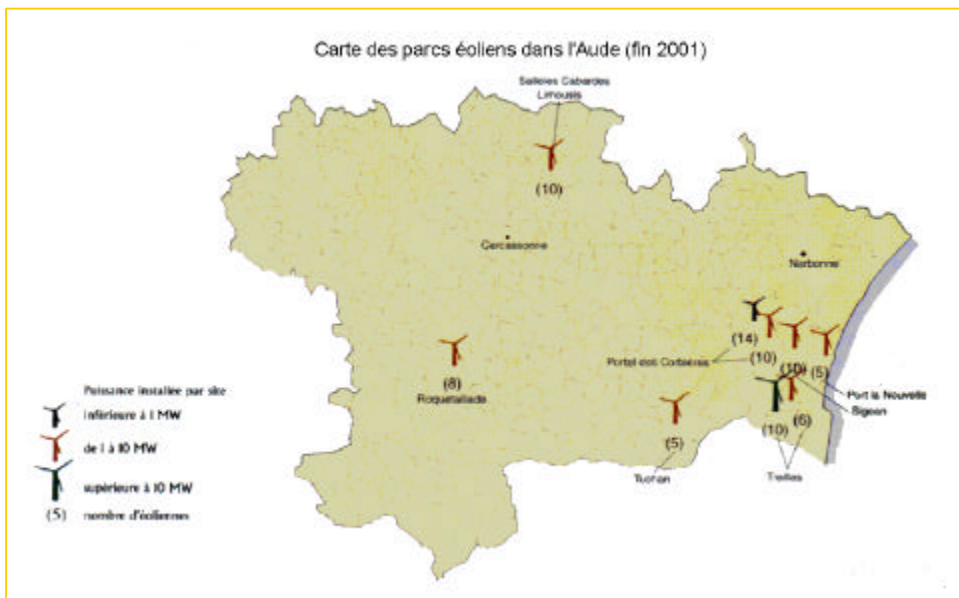 Carte des parcs éoliens dans l'Aude (fin 2001)
Salleles Cabardes
Limousis
(10)
Carcassonne
Narbonne
(14)
Portel des Corbières
(10)
(10)
(5)
(8)
Roquetaillade
Port la Nouvelle
Sigean
(6)
(10)
(5)
Tuchan
Treilles
Puissance installée par site
inférieure à 1 MW
de 1 à 10 MW
supérieure à 10 MW
(5) nombre d'éoliennes